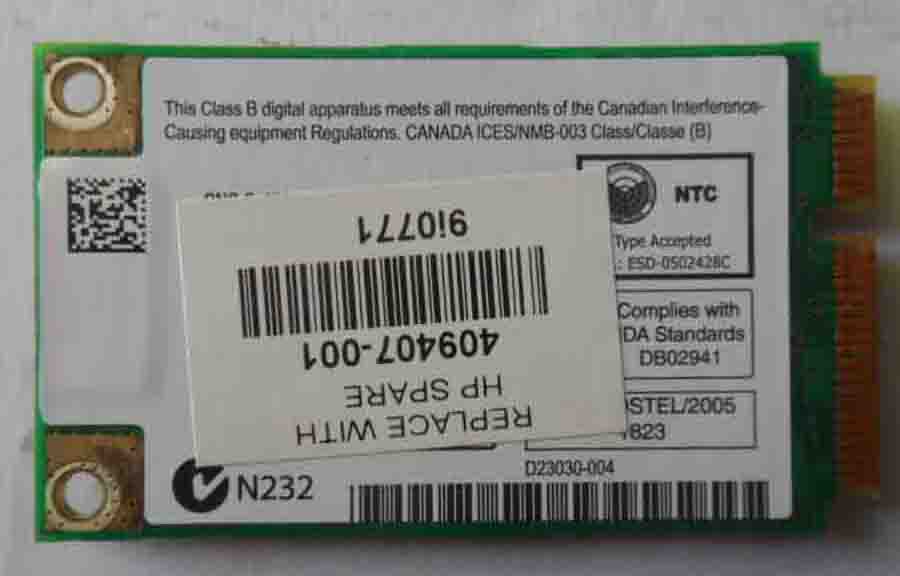 This Class B digital apparatus meets all requirements of the Canadian Interference-
Causing equipment Regulations. CANADA ICES/NMB-003 Class/Classe (B)
NTC
Type Accepted
.: ESD-0502428C
Complies with
DA Standards
DB02941
STEL/2005
823
D23030-004
N232
REPLACE WITH
HP SPARE
409407-001
9i0771